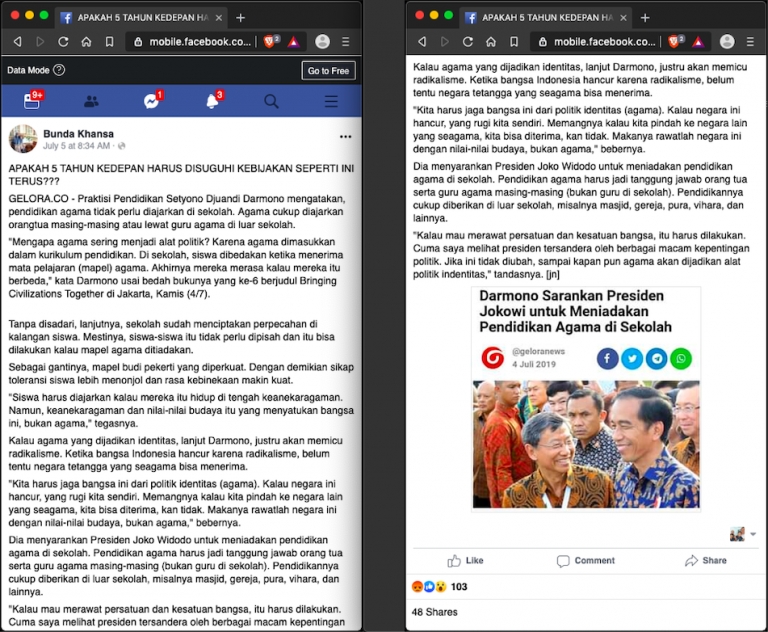 APAKAH 5 TAHUN KEDEPAN HA
mobile.facebook.co...
2
Data Mode
Go to Free
9+
1
3
Bunda Khansa
July 5 at 8:34 AM
APAKAH 5 TAHUN KEDEPAN HARUS DISUGUHI KEBIJAKAN SEPERTI INI
TERUS???
GELORA.CO - Praktisi Pendidikan Setyono Djuandi Darmono mengatakan,
pendidikan agama tidak perlu diajarkan di sekolah. Agama cukup diajarkan
orangtua masing-masing atau lewat guru agama di luar sekolah.
"Mengapa agama sering menjadi alat politik? Karena agama dimasukkan
dalam kurikulum pendidikan. Di sekolah, siswa dibedakan ketika menerima
mata pelajaran (mapel) agama. Akhirnya mereka merasa kalau mereka itu
berbeda," kata Darmono usai bedah bukunya yang ke-6 berjudul Bringing
Civilizations Together di Jakarta, Kamis (4/7).
Tanpa disadari, lanjutnya, sekolah sudah menciptakan perpecahan di
kalangan siswa. Mestinya, siswa-siswa itu tidak perlu dipisah dan itu bisa
dilakukan kalau mapel agama ditiadakan.
Sebagai gantinya, mapel budi pekerti yang diperkuat. Dengan demikian sikap
toleransi siswa lebih menonjol dan rasa kebinekaan makin kuat.
"Siswa harus diajarkan kalau mereka itu hidup di tengah keanekaragaman.
Namun, keanekaragaman dan nilai-nilai budaya itu yang menyatukan bangsa
ini, bukan agama," tegasnya.
Kalau agama yang dijadikan identitas, lanjut Darmono, justru akan memicu
radikalisme. Ketika bangsa Indonesia hancur karena radikalisme, belum
tentu negara tetangga yang seagama bisa menerima.
"Kita harus jaga bangsa ini dari politik identitas (agama). Kalau negara ini
hancur, yang rugi kita sendiri. Memangnya kalau kita pindah ke negara lain
yang seagama, kita bisa diterima, kan tidak. Makanya rawatlah negara ini
dengan nilai-nilai budaya, bukan agama," bebernya.
Dia menyarankan Presiden Joko Widodo untuk meniadakan pendidikan
agama di sekolah. Pendidikan agama harus jadi tanggung jawab orang tua
serta guru agama masing-masing (bukan guru di sekolah). Pendidikannya
cukup diberikan di luar sekolah, misalnya masjid, gereja, pura, vihara, dan
lainnya.
"Kalau mau merawat persatuan dan kesatuan bangsa, itu harus dilakukan.
Cuma saya melihat presiden tersandera oleh berbagai macam kepentingan
APAKAH 5 TAHUN KEDEPAN HA
mobile.facebook.co...
2
Kalau agama yang dijadikan identitas, lanjut Darmono, justru akan memicu
radikalisme. Ketika bangsa Indonesia hancur karena radikalisme, belum
tentu negara tetangga yang seagama bisa menerima.
"Kita harus jaga bangsa ini dari politik identitas (agama). Kalau negara ini
hancur, yang rugi kita sendiri. Memangnya kalau kita pindah ke negara lain
yang seagama, kita bisa diterima, kan tidak. Makanya rawatlah negara ini
dengan nilai-nilai budaya, bukan agama," bebernya.
Dia menyarankan Presiden Joko Widodo untuk meniadakan pendidikan
agama di sekolah. Pendidikan agama harus jadi tanggung jawab orang tua
serta guru agama masing-masing (bukan guru di sekolah). Pendidikannya
cukup diberikan di luar sekolah, misalnya masjid, gereja, pura, vihara, dan
lainnya.
"Kalau mau merawat persatuan dan kesatuan bangsa, itu harus dilakukan.
Cuma saya melihat presiden tersandera oleh berbagai macam kepentingan
politik. Jika ini tidak diubah, sampai kapan pun agama akan dijadikan alat
politik indentitas," tandasnya. [jn]
Darmono Sarankan Presiden
Jokowi untuk Meniadakan
Pendidikan Agama di Sekolah
@geloranews
4 Juli 2019
Like
Comment
Share
103
48 Shares